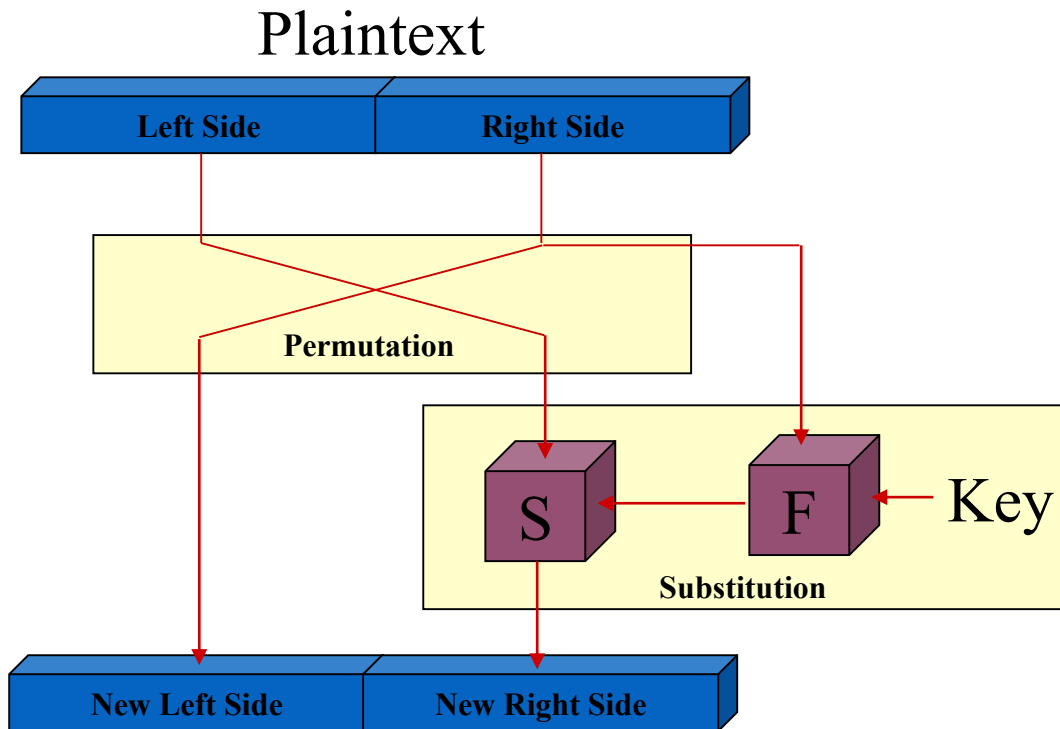 Plaintext
Left Side Right Side
Permutation
S F Key
Substitution
New Left Side New Right Side